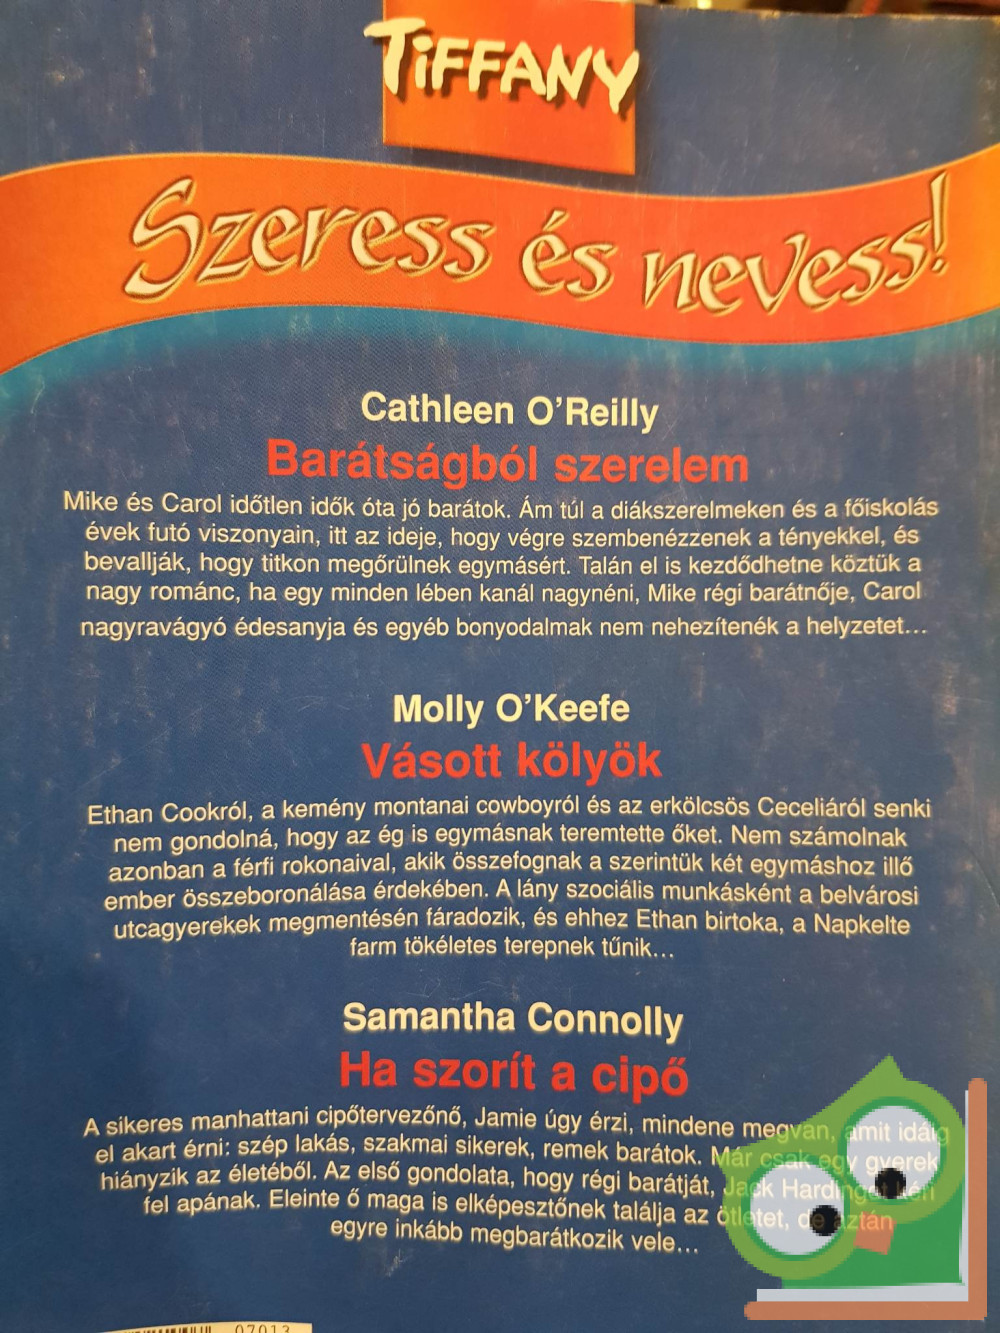 TiFFANY
Szeress és nevess!
Cathleen O'Reilly
Barátságból szerelem
Mike és Carol időtlen idők óta jó barátok. Ám túl a diákszerelmeken és a főiskolás
évek futó viszonyain, itt az ideje, hogy végre szembenézzenek a tényekkel, és
bevallják, hogy titkon megőrülnek egymásért. Talán el is kezdődhetne köztük a
nagy románc, ha egy minden lében kanál nagynéni, Mike régi barátnője, Carol
nagyravágyó édesanyja és egyéb bonyodalmak nem nehezítenék a helyzetet...
Molly O'Keefe
Vásott kölyök
Ethan Cookról, a kemény montanai cowboyról és az erkölcsös Ceceliáról senki
nem gondolná, hogy az ég is egymásnak teremtette őket. Nem számolnak
azonban a férfi rokonaival, akik összefognak a szerintük két egymáshoz illő
ember összeboronálása érdekében. A lány szociális munkásként a belvárosi
utcagyerekek megmentésén fáradozik, és ehhez Ethan birtoka, a Napkelte
farm tökéletes terepnek tűnik...
Samantha Connolly
Ha szorít a cipő
A sikeres manhattani cipőtervezőnő, Jamie úgy érzi, mindene megvan, amit idáig
el akart érni: szép lakás, szakmai sikerek, remek barátok. Már csak egy gyerek
hiányzik az életéből. Az első gondolata, hogy régi barátját, Jack kéri
fel apának. Eleinte ő maga is elképesztőnek találja az ötletet, de aztán
egyre inkább megbarátkozik vele...
07013